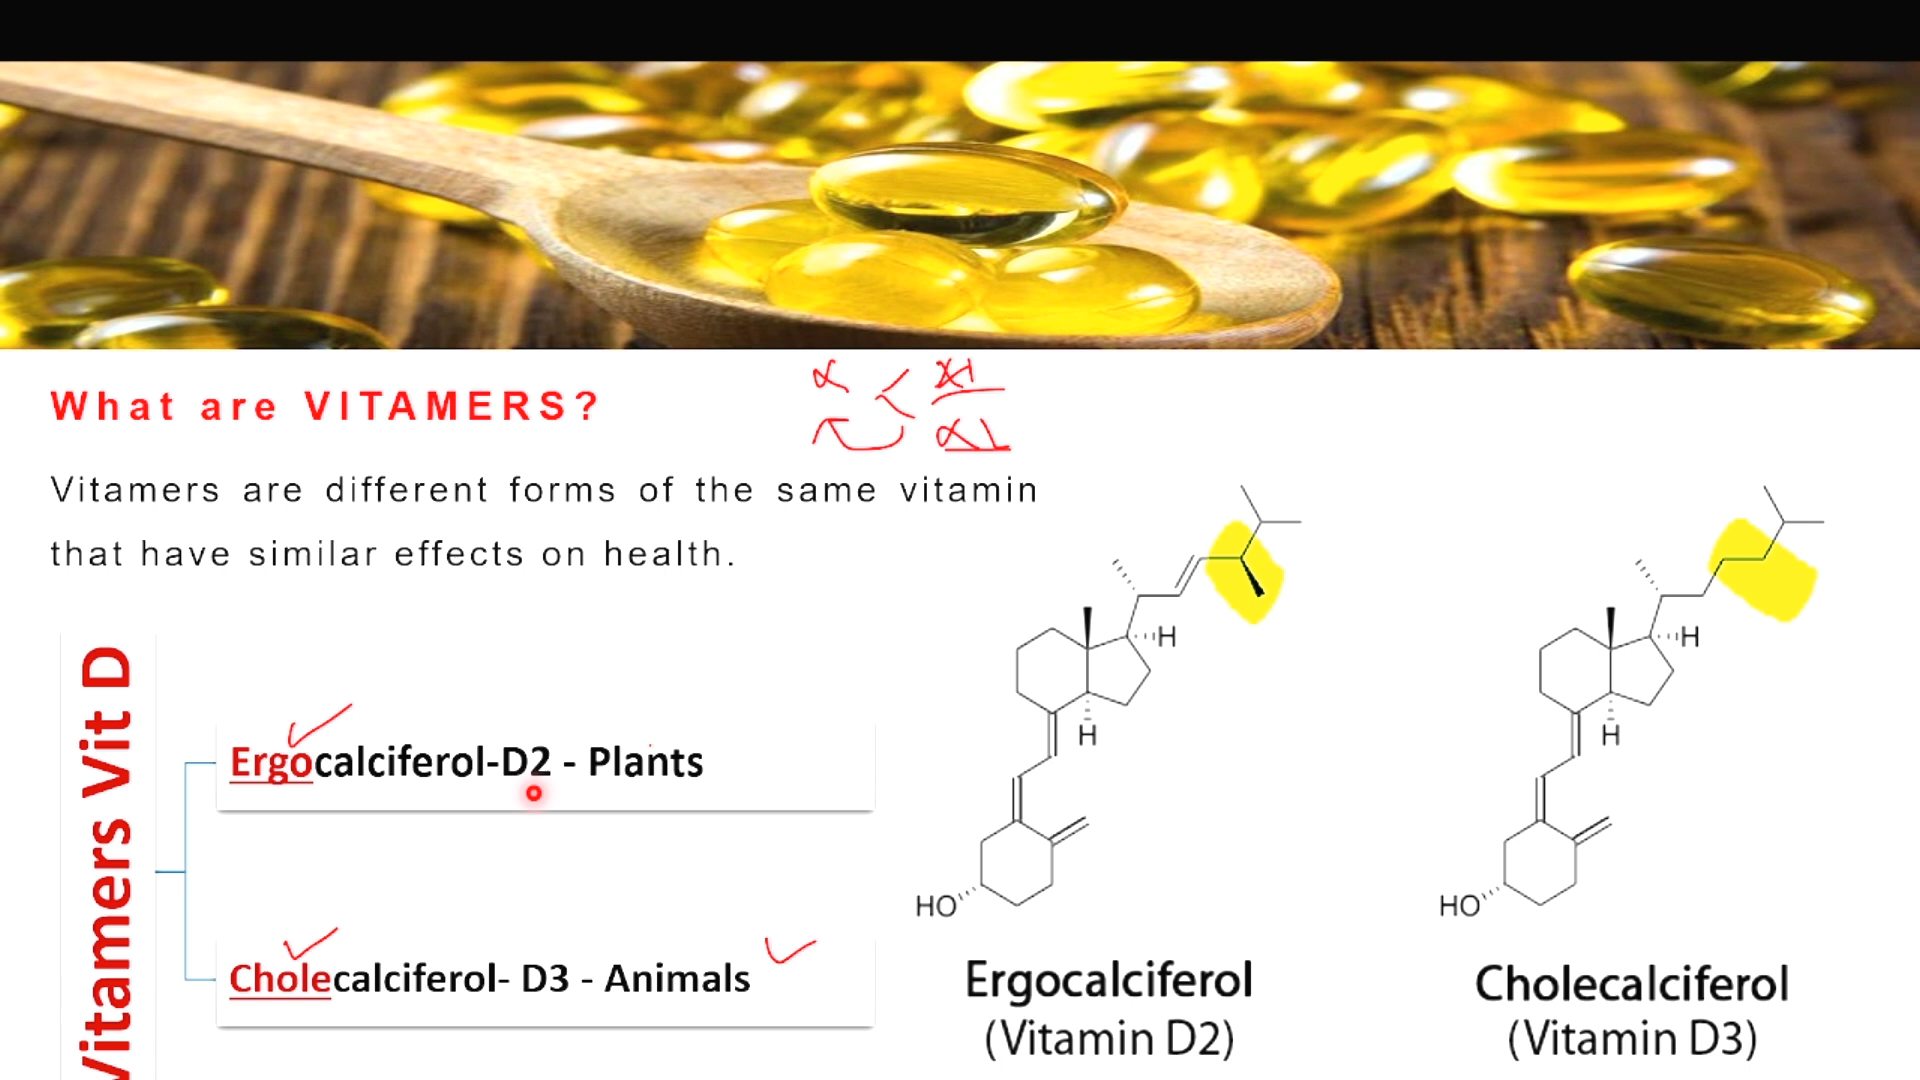 What are VITAMERS?
Vitamers are different forms of the same vitamin
that have similar effects on health.
Vitamers Vit D
Ergocalciferol-D2 - Plants
Cholecalciferol- D3 - Animals
H
H
HO
Ergocalciferol
(Vitamin D2)
H
H
HO
Cholecalciferol
(Vitamin D3)